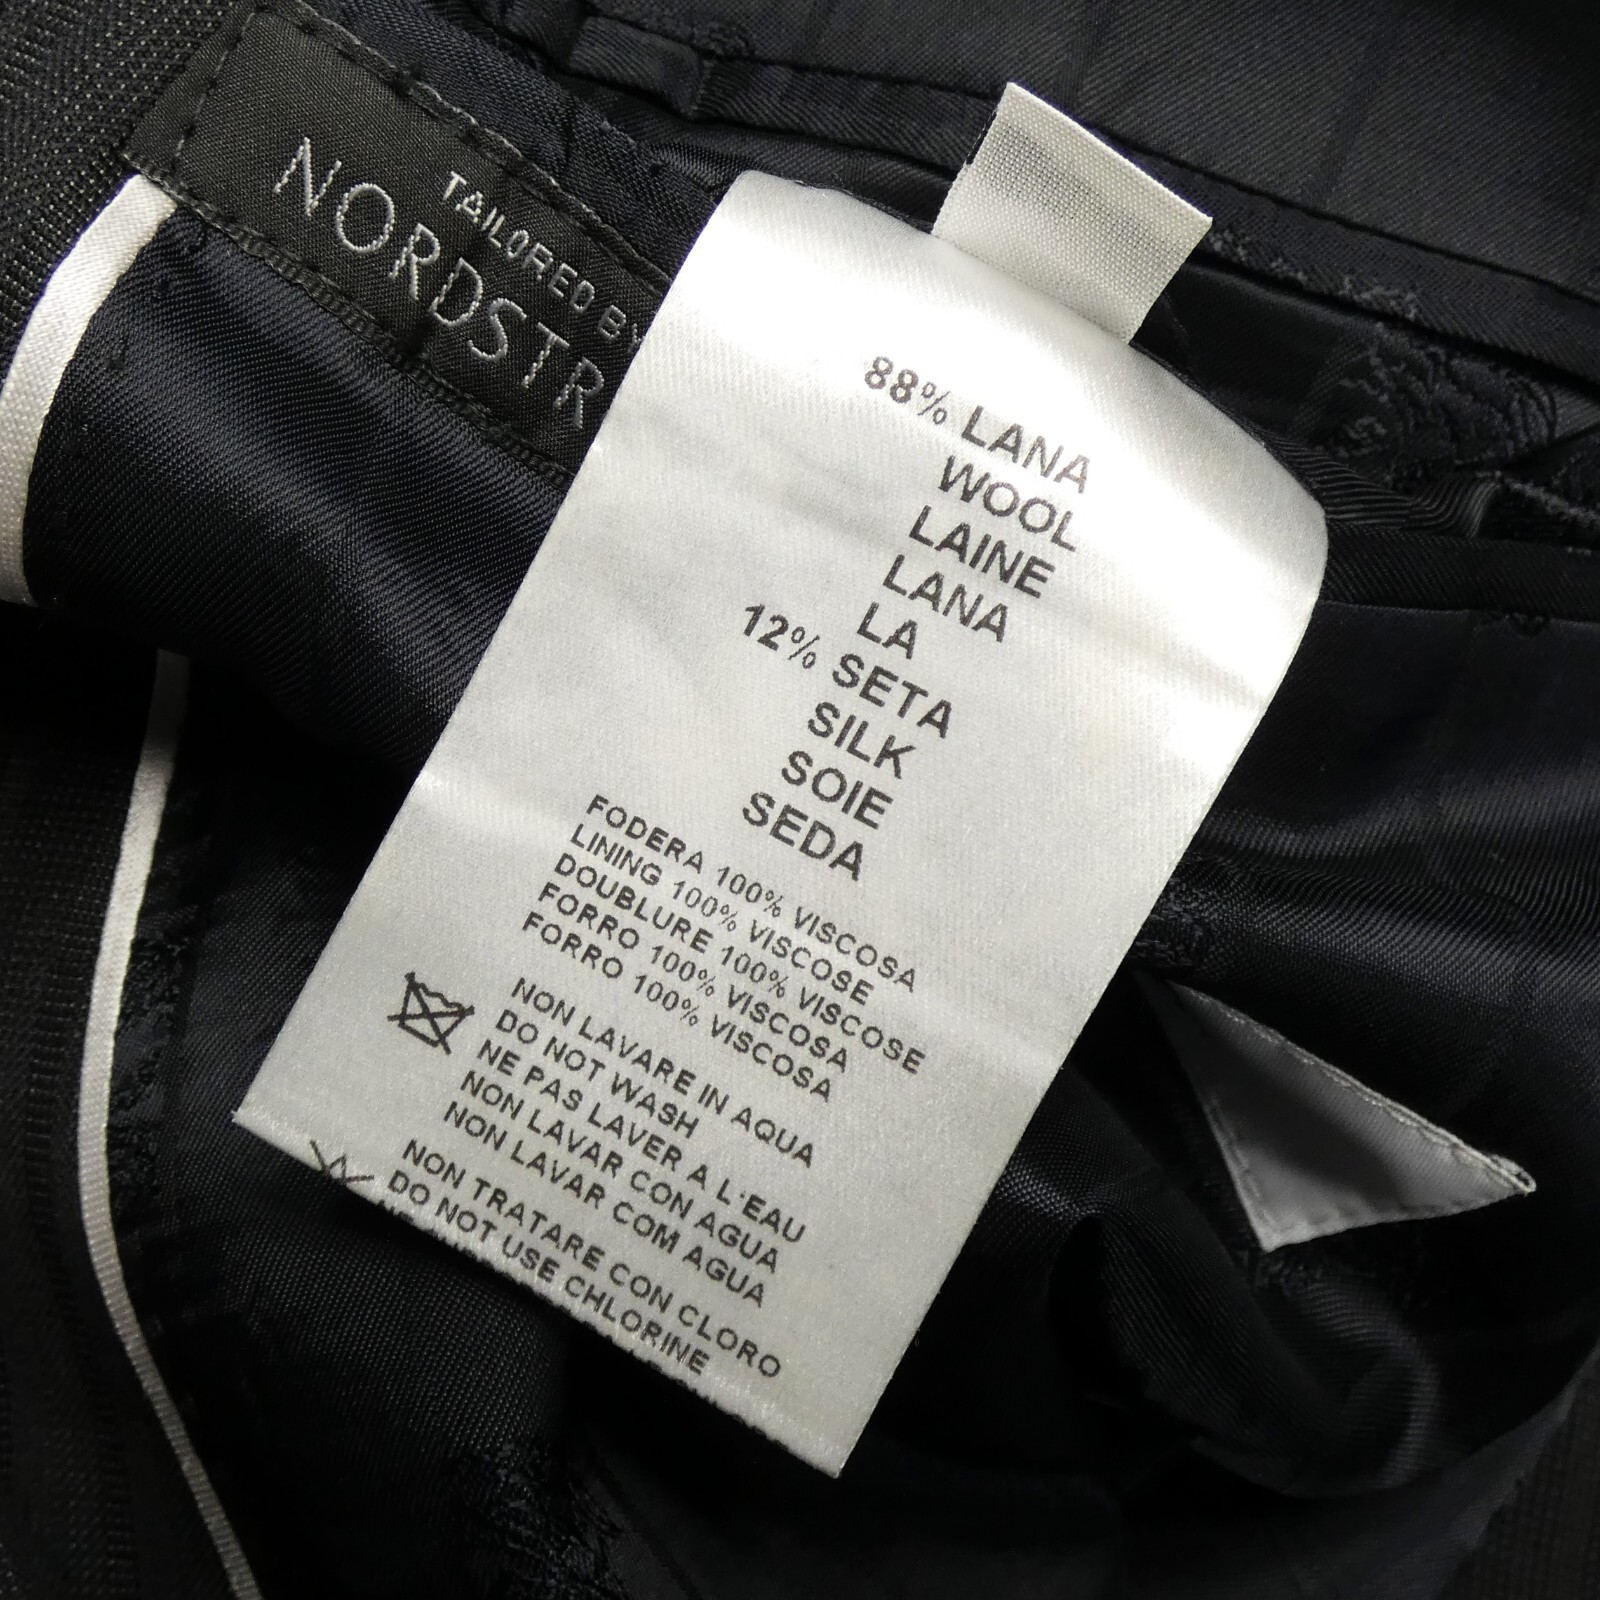 TAILORED BY
NORDSTR
88% LANA
WOOL
LAINE
LANA
LA
12% SETA
SILK
SOIE
SEDA
FODERA 100% VISCOSA
LINING 100% VISCOSE
DOUBLURE 100% VISCOSE
FORRO 100% VISCOSA
FORRO 100% VISCOSA
NON LAVARE IN AQUA
DO NOT WASH
NE PAS LAVER A L'EAU
NON LAVAR CON AGUA
NON LAVAR COM AGUA
NON TRATARE CON CLORO
DO NOT USE CHLORINE